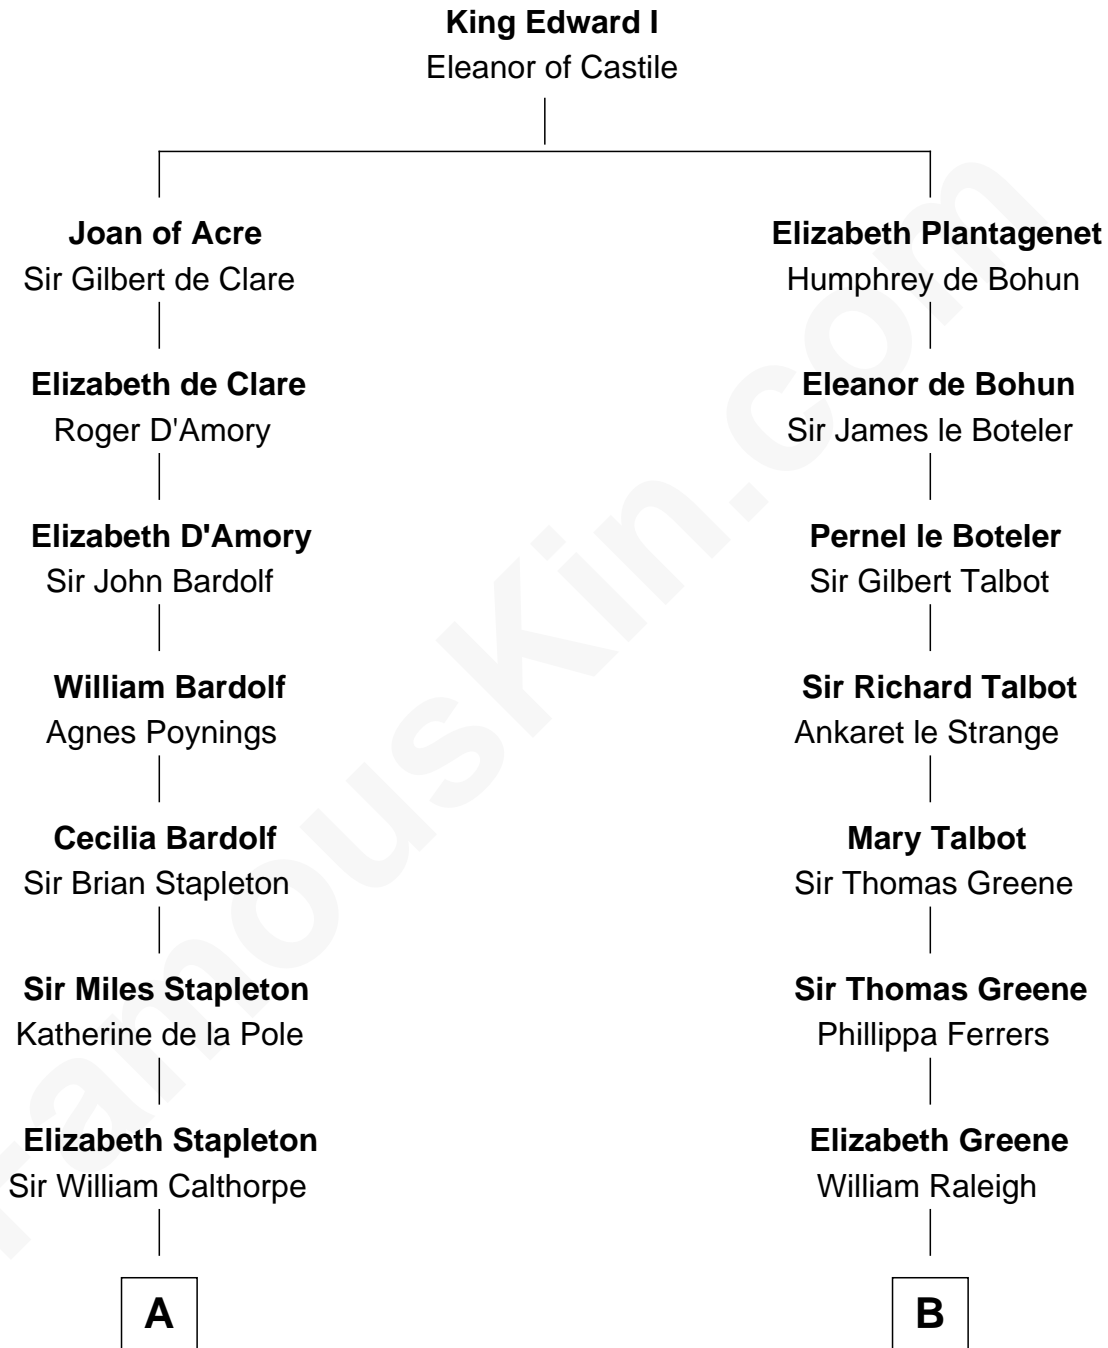 King Edward I
Eleanor of Castile
Joan of Acre
Sir Gilbert de Clare
Elizabeth Plantagenet
Humphrey de Bohun
Elizabeth de Clare
Roger D'Amory
Eleanor de Bohun
Sir James le Boteler
Elizabeth D'Amory
Sir John Bardolf
Pernel le Boteler
Sir Gilbert Talbot
William Bardolf
Agnes Poynings
Sir Richard Talbot
Ankaret le Strange
Cecilia Bardolf
Sir Brian Stapleton
Mary Talbot
Sir Thomas Greene
Sir Miles Stapleton
Katherine de la Pole
Sir Thomas Greene
Phillippa Ferrers
Elizabeth Stapleton
Sir William Calthorpe
Elizabeth Greene
William Raleigh
A
B
FamousKin.com